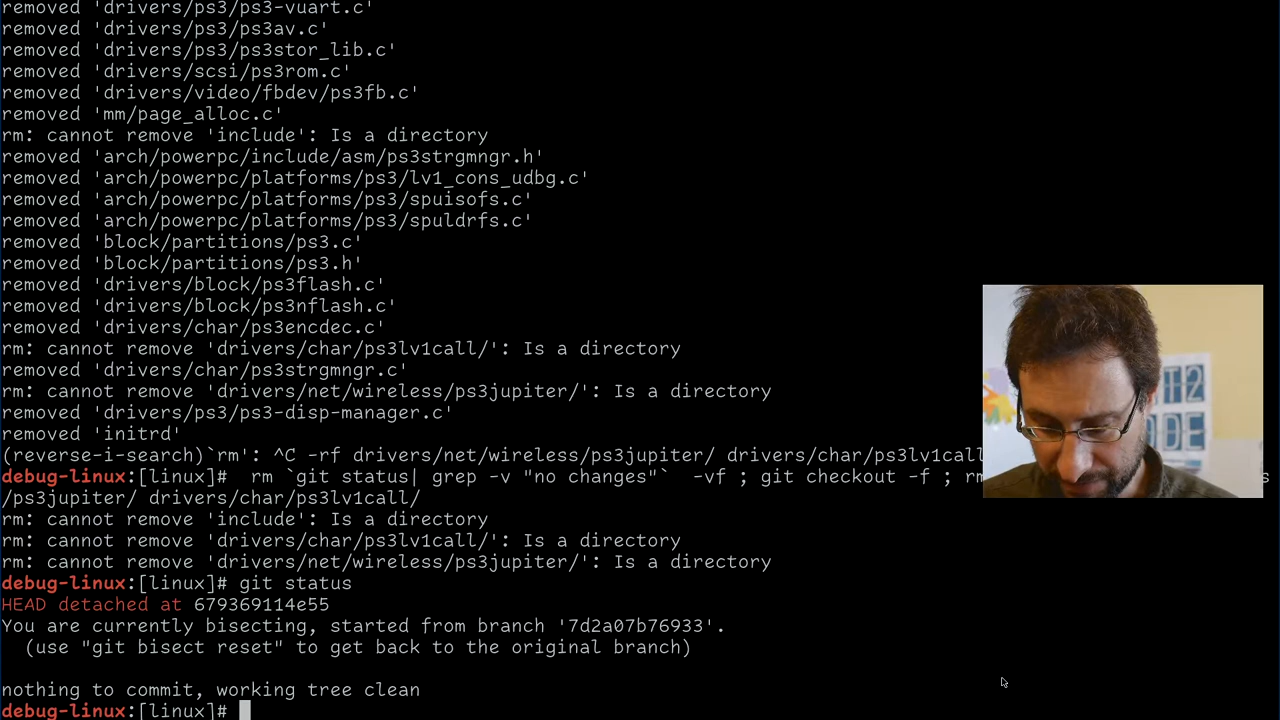 removed 'drivers/ps3/ps3-vuart.c'
removed 'drivers/ps3/ps3av.c'
removed 'drivers/ps3/ps3stor_lib.c'
removed 'drivers/scsi/ps3rom.c'
removed 'drivers/video/fbdev/ps3fb.c'
removed 'mm/page_alloc.c'
rm: cannot remove 'include': Is a directory
removed 'arch/powerpc/include/asm/ps3strgmngr.h'
removed 'arch/powerpc/platforms/ps3/lv1_cons_udbg.c'
removed 'arch/powerpc/platforms/ps3/spuisofs.c'
removed 'arch/powerpc/platforms/ps3/spuldrfs.c'
removed 'block/partitions/ps3.c'
removed 'block/partitions/ps3.h'
removed 'drivers/block/ps3flash.c'
removed 'drivers/block/ps3nflash.c'
removed 'drivers/char/ps3encdec.c'
rm: cannot remove 'drivers/char/ps3lv1call/': Is a directory
removed 'drivers/char/ps3strgmngr.c'
rm: cannot remove 'drivers/net/wireless/ps3jupiter/': Is a directory
removed 'drivers/ps3/ps3-disp-manager.c'
removed 'initrd'
(reverse-i-search)`rm': ^C -rf drivers/net/wireless/ps3jupiter/ drivers/char/ps3lv1call
debug-linux:[linux]#  rm `git status| grep -v "no changes"`  -vf ; git checkout -f ; rm s
/ps3jupiter/ drivers/char/ps3lv1call/
rm: cannot remove 'include': Is a directory
rm: cannot remove 'drivers/char/ps3lv1call/': Is a directory
rm: cannot remove 'drivers/net/wireless/ps3jupiter/': Is a directory
debug-linux:[linux]# git status
HEAD detached at 679369114e55
You are currently bisecting, started from branch '7d2a07b76933'.
  (use "git bisect reset" to get back to the original branch)
nothing to commit, working tree clean
debug-linux:[linux]#